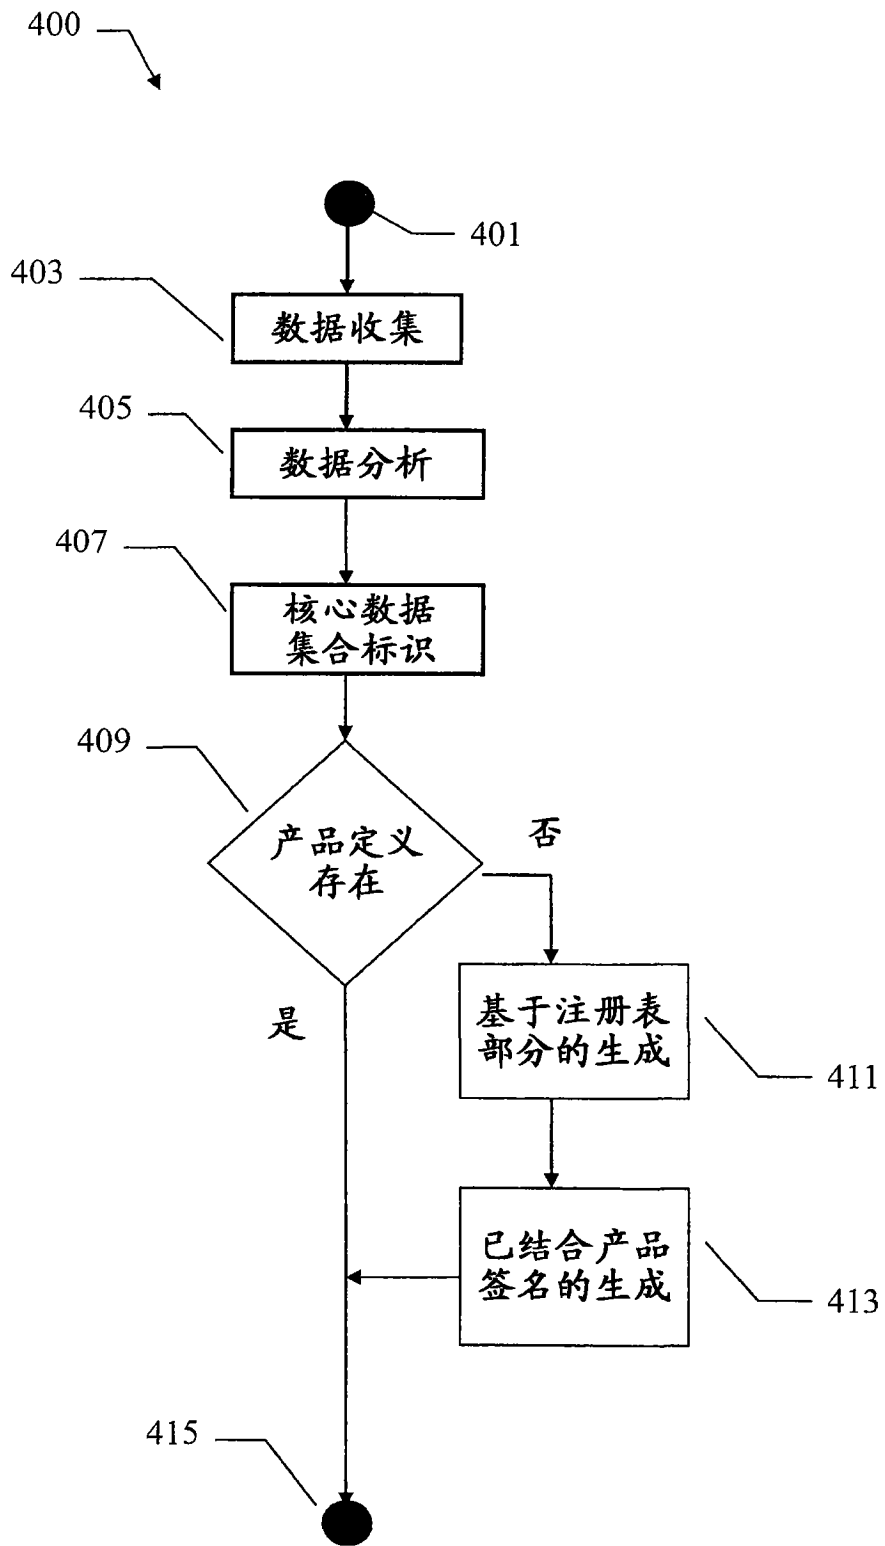 400
401
403
数据收集
405
数据分析
407
核心数据
集合标识
409
产品定义
存在
否
是
基于注册表
部分的生成
411
已结合产品
签名的生成
413
415